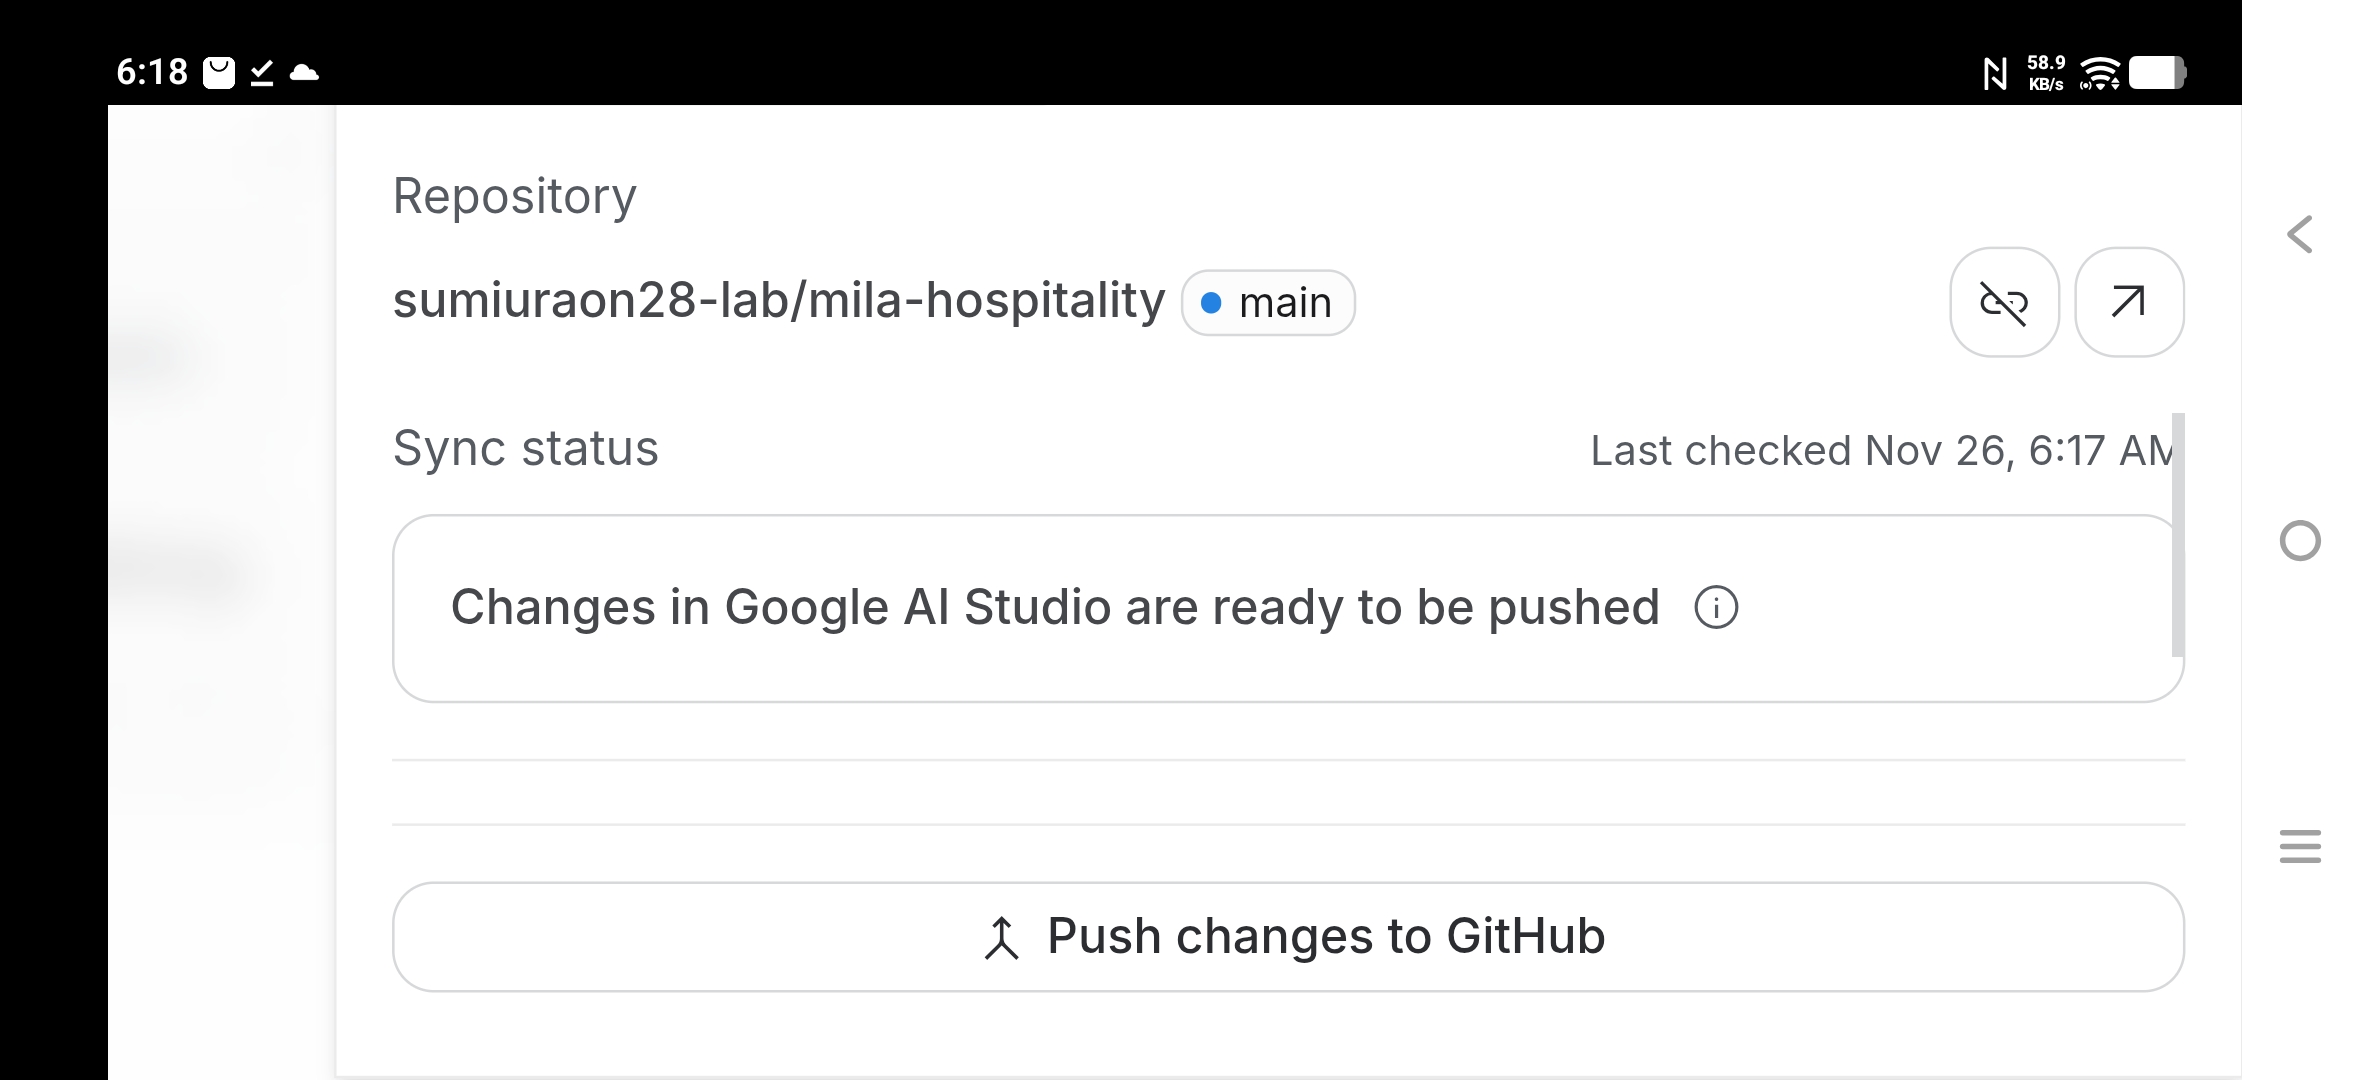 6:18
58.9
KB/s
Repository
sumiuraon28-lab/mila-hospitality main
Sync status
Last checked Nov 26, 6:17 AM
Changes in Google AI Studio are ready to be pushed
Push changes to GitHub